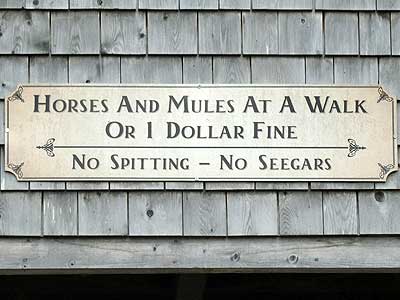 Horses And Mules At A Walk
Or 1 Dollar Fine
No Spitting – No Seegars